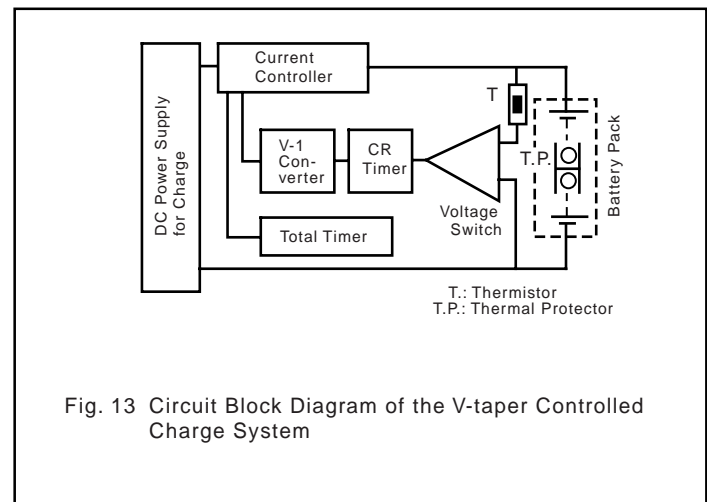 Current
Controller
T
DC Power Supply
for Charge
V-1
Con-
verter
CR
Timer
T.P.
Battery Pack
Voltage
Switch
Total Timer
T.: Thermistor
T.P.: Thermal Protector
Fig. 13 Circuit Block Diagram of the V-taper Controlled
Charge System